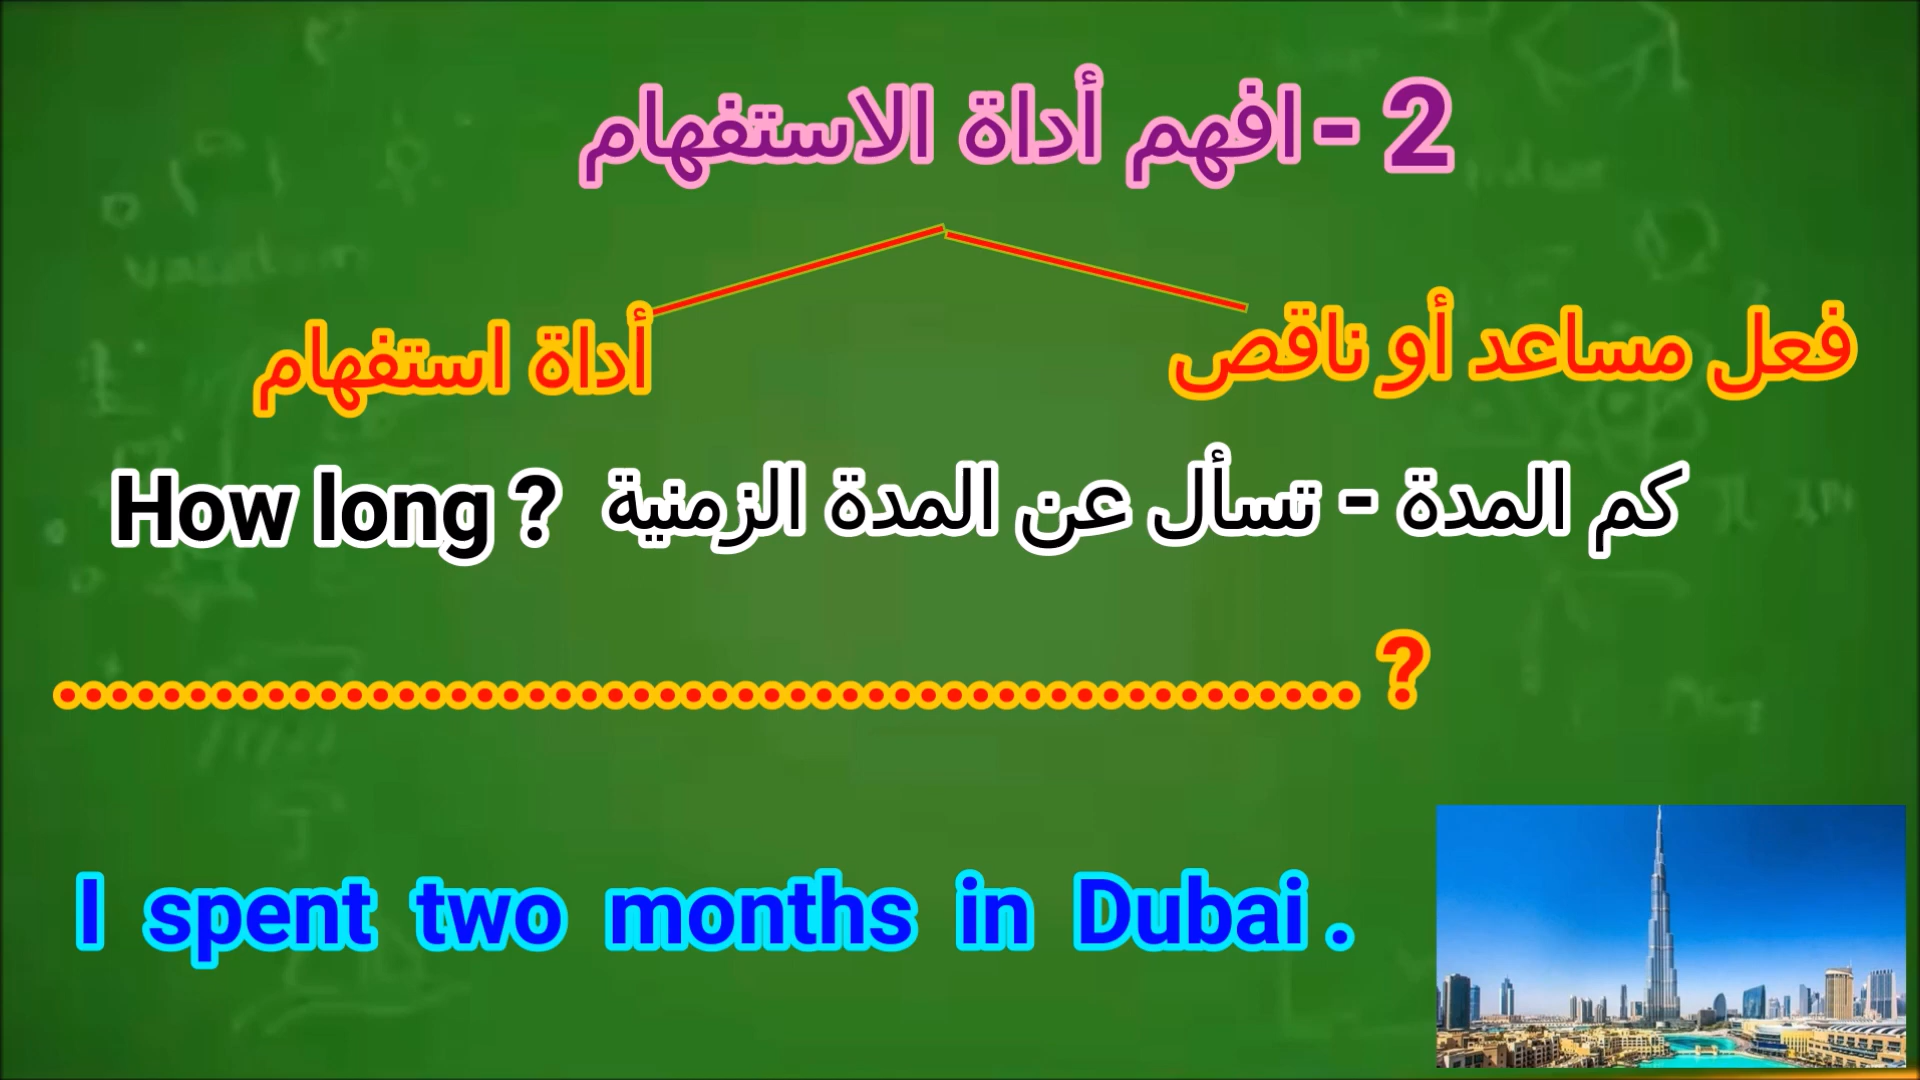 2 - افهم أداة الاستفهام
فعل مساعد أو ناقص
أداة استفهام
How long ? كم المدة - تسأل عن المدة الزمنية
.................................................. ?
I spent two months in Dubai .